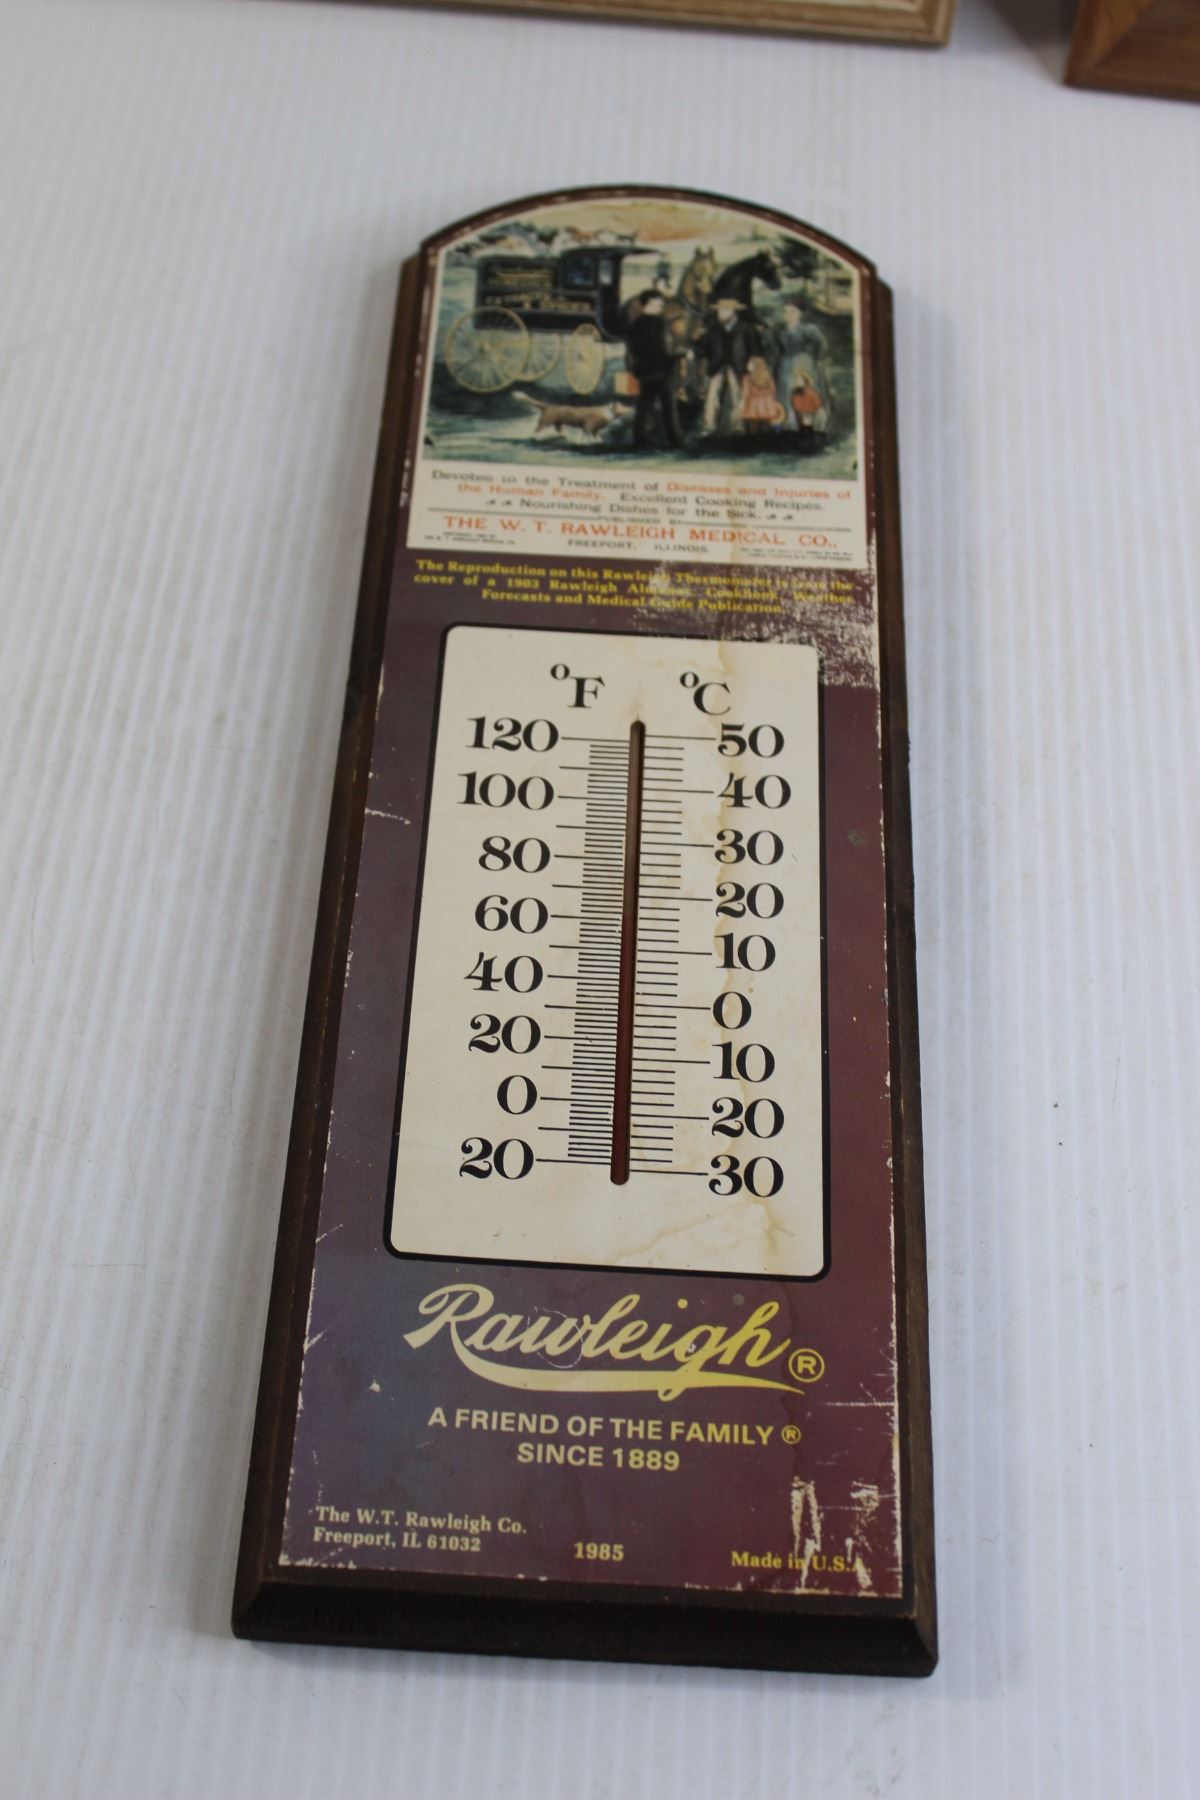 Devoted to the Treatment of Diseases and Injuries of
the Human Family. Excellent Cooking Recipes.
Nourishing Dishes for the Sick.
PUBLISHED BY
THE W. T. RAWLEIGH MEDICAL CO.,
FREEPORT, ILLINOIS.
The Reproduction on this Rawleigh Thermometer is from the
cover of a 1903 Rawleigh Almanac, Cookbook, Weather
Forecasts and Medical Guide Publication.
°F °C
120 50
100 40
80 30
60 20
40 10
20 0
0 10
20 20
30
Rawleigh ®
A FRIEND OF THE FAMILY ®
SINCE 1889
The W.T. Rawleigh Co.
Freeport, IL 61032
1985
Made in U.S.A.